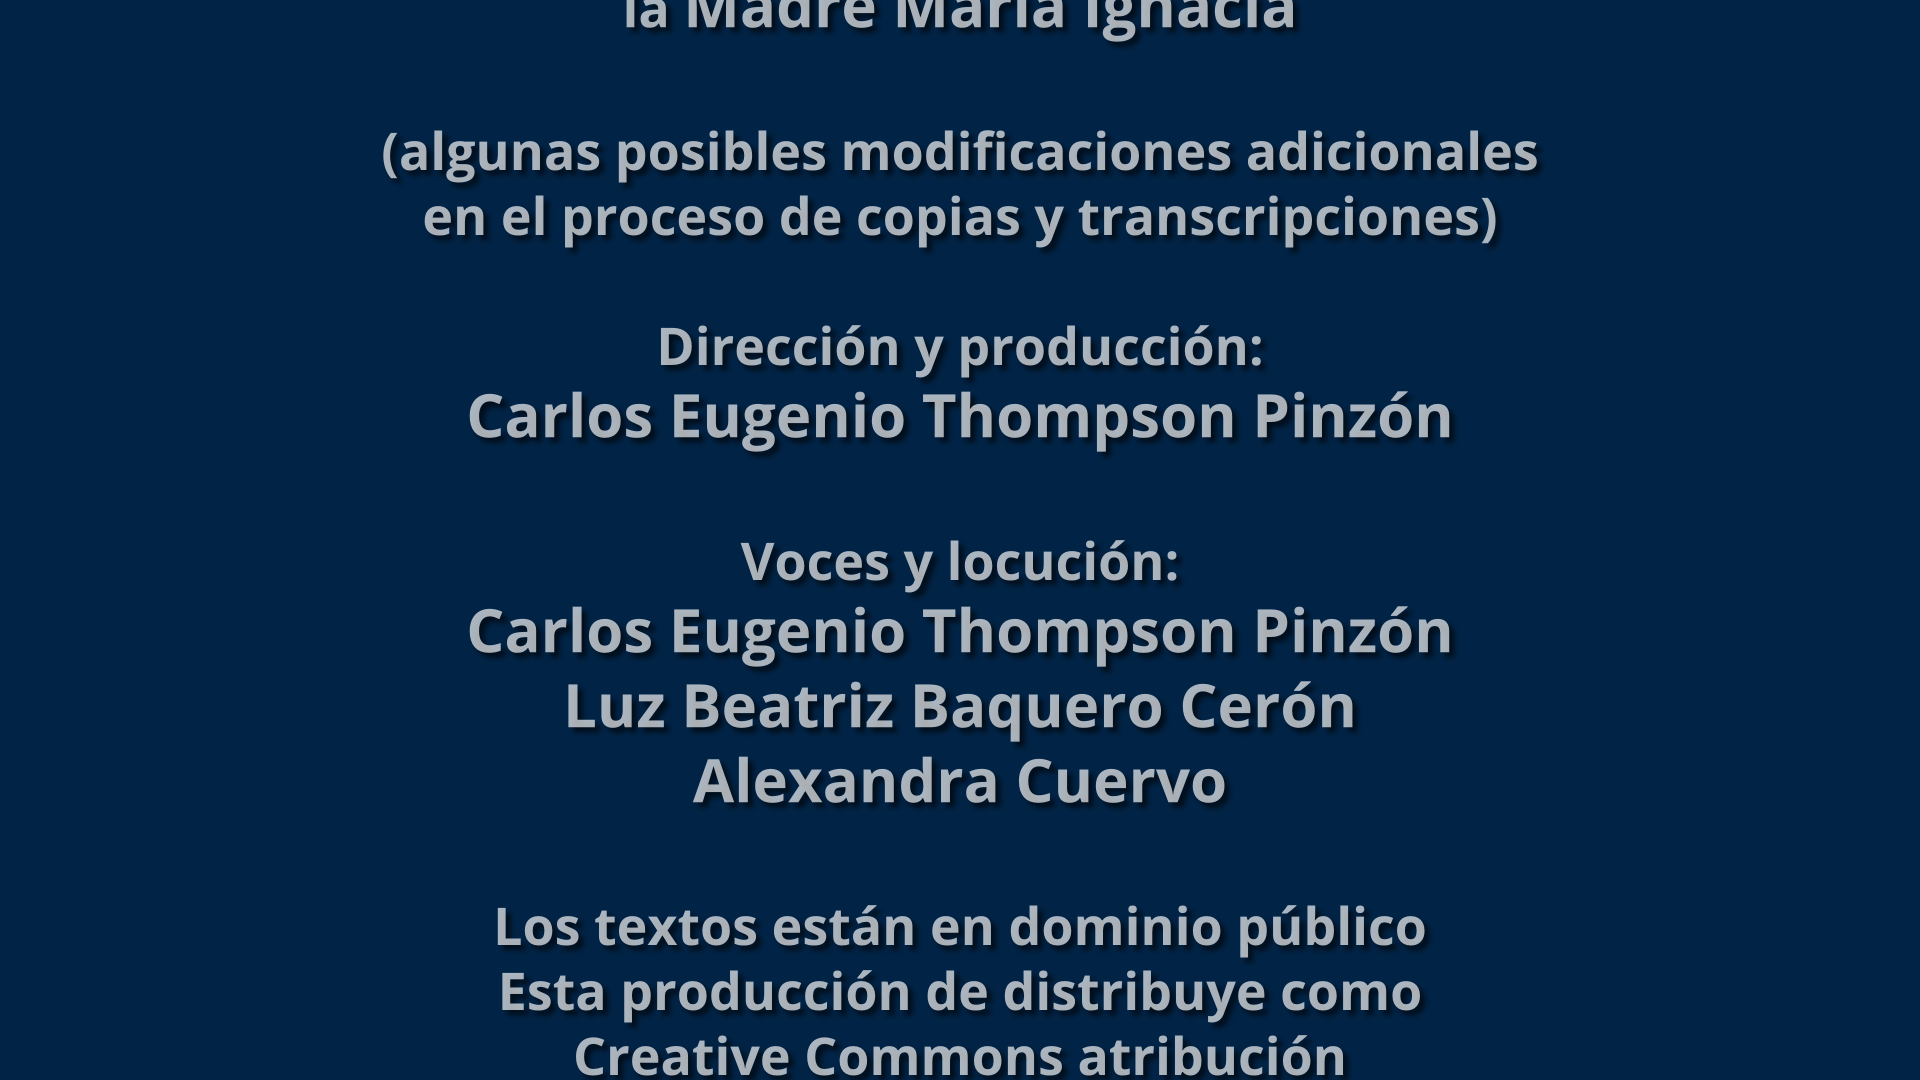 la Madre María Ignacia
(algunas posibles modificaciones adicionales
en el proceso de copias y transcripciones)
Dirección y producción:
Carlos Eugenio Thompson Pinzón
Voces y locución:
Carlos Eugenio Thompson Pinzón
Luz Beatriz Baquero Cerón
Alexandra Cuervo
Los textos están en dominio público
Esta producción de distribuye como
Creative Commons atribución